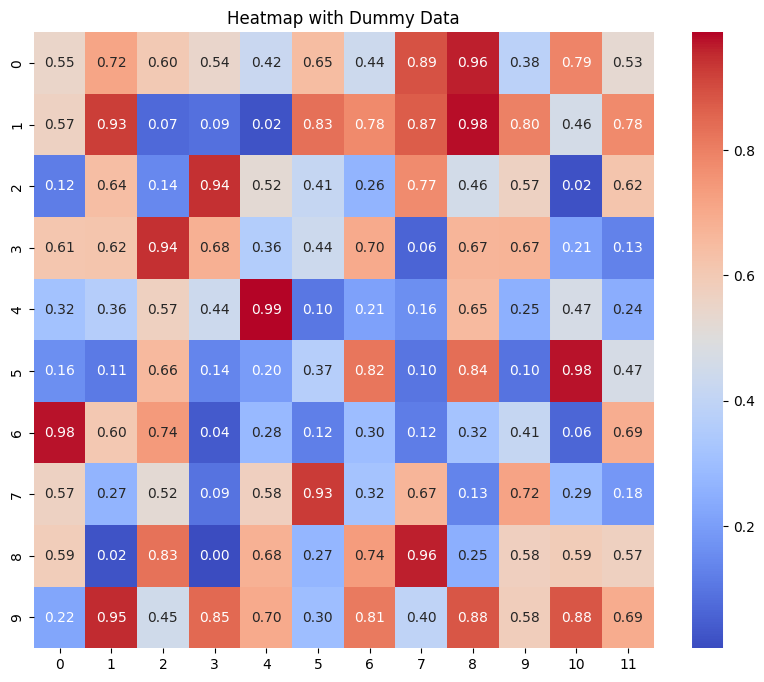 Heatmap with Dummy Data
0 0.55 0.72 0.60 0.54 0.42 0.65 0.44 0.89 0.96 0.38 0.79 0.53
1 0.57 0.93 0.07 0.09 0.02 0.83 0.78 0.87 0.98 0.80 0.46 0.78
2 0.12 0.64 0.14 0.94 0.52 0.41 0.26 0.77 0.46 0.57 0.02 0.62
3 0.61 0.62 0.94 0.68 0.36 0.44 0.70 0.06 0.67 0.67 0.21 0.13
4 0.32 0.36 0.57 0.44 0.99 0.10 0.21 0.16 0.65 0.25 0.47 0.24
5 0.16 0.11 0.66 0.14 0.20 0.37 0.82 0.10 0.84 0.10 0.98 0.47
6 0.98 0.60 0.74 0.04 0.28 0.12 0.30 0.12 0.32 0.41 0.06 0.69
7 0.57 0.27 0.52 0.09 0.58 0.93 0.32 0.67 0.13 0.72 0.29 0.18
8 0.59 0.02 0.83 0.00 0.68 0.27 0.74 0.96 0.25 0.58 0.59 0.57
9 0.22 0.95 0.45 0.85 0.70 0.30 0.81 0.40 0.88 0.58 0.88 0.69
0 1 2 3 4 5 6 7 8 9 10 11
0.8
0.6
0.4
0.2